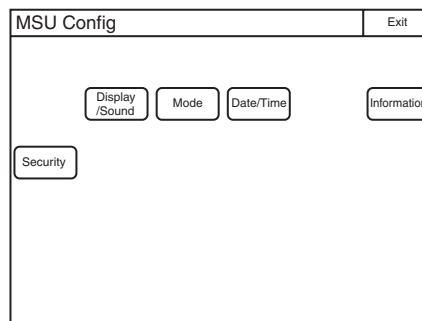 MSU Config
Exit
Display
/Sound
Mode
Date/Time
Information
Security